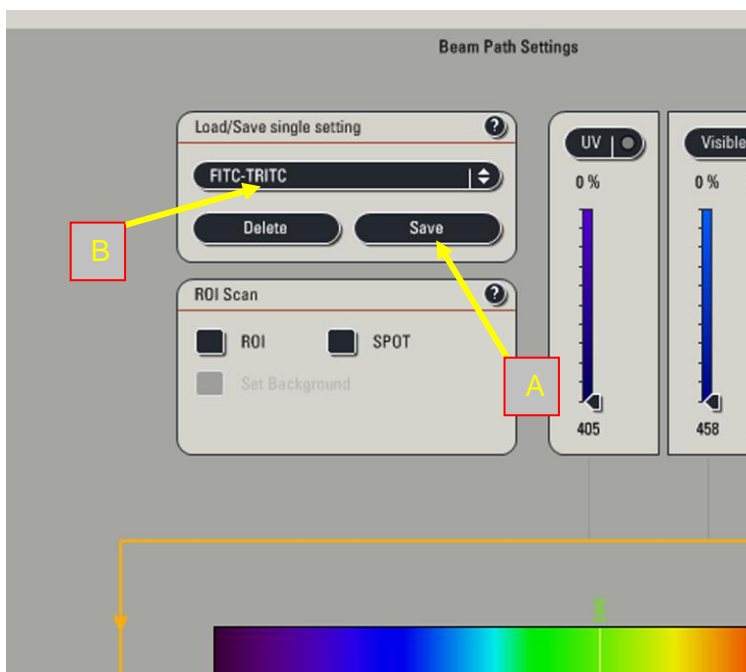 Beam Path Settings
Load/Save single setting ?
FITC-TRITC
Delete Save
B
ROI Scan ?
ROI SPOT
Set Background
A
UV Visible
0 % 0 %
405 458